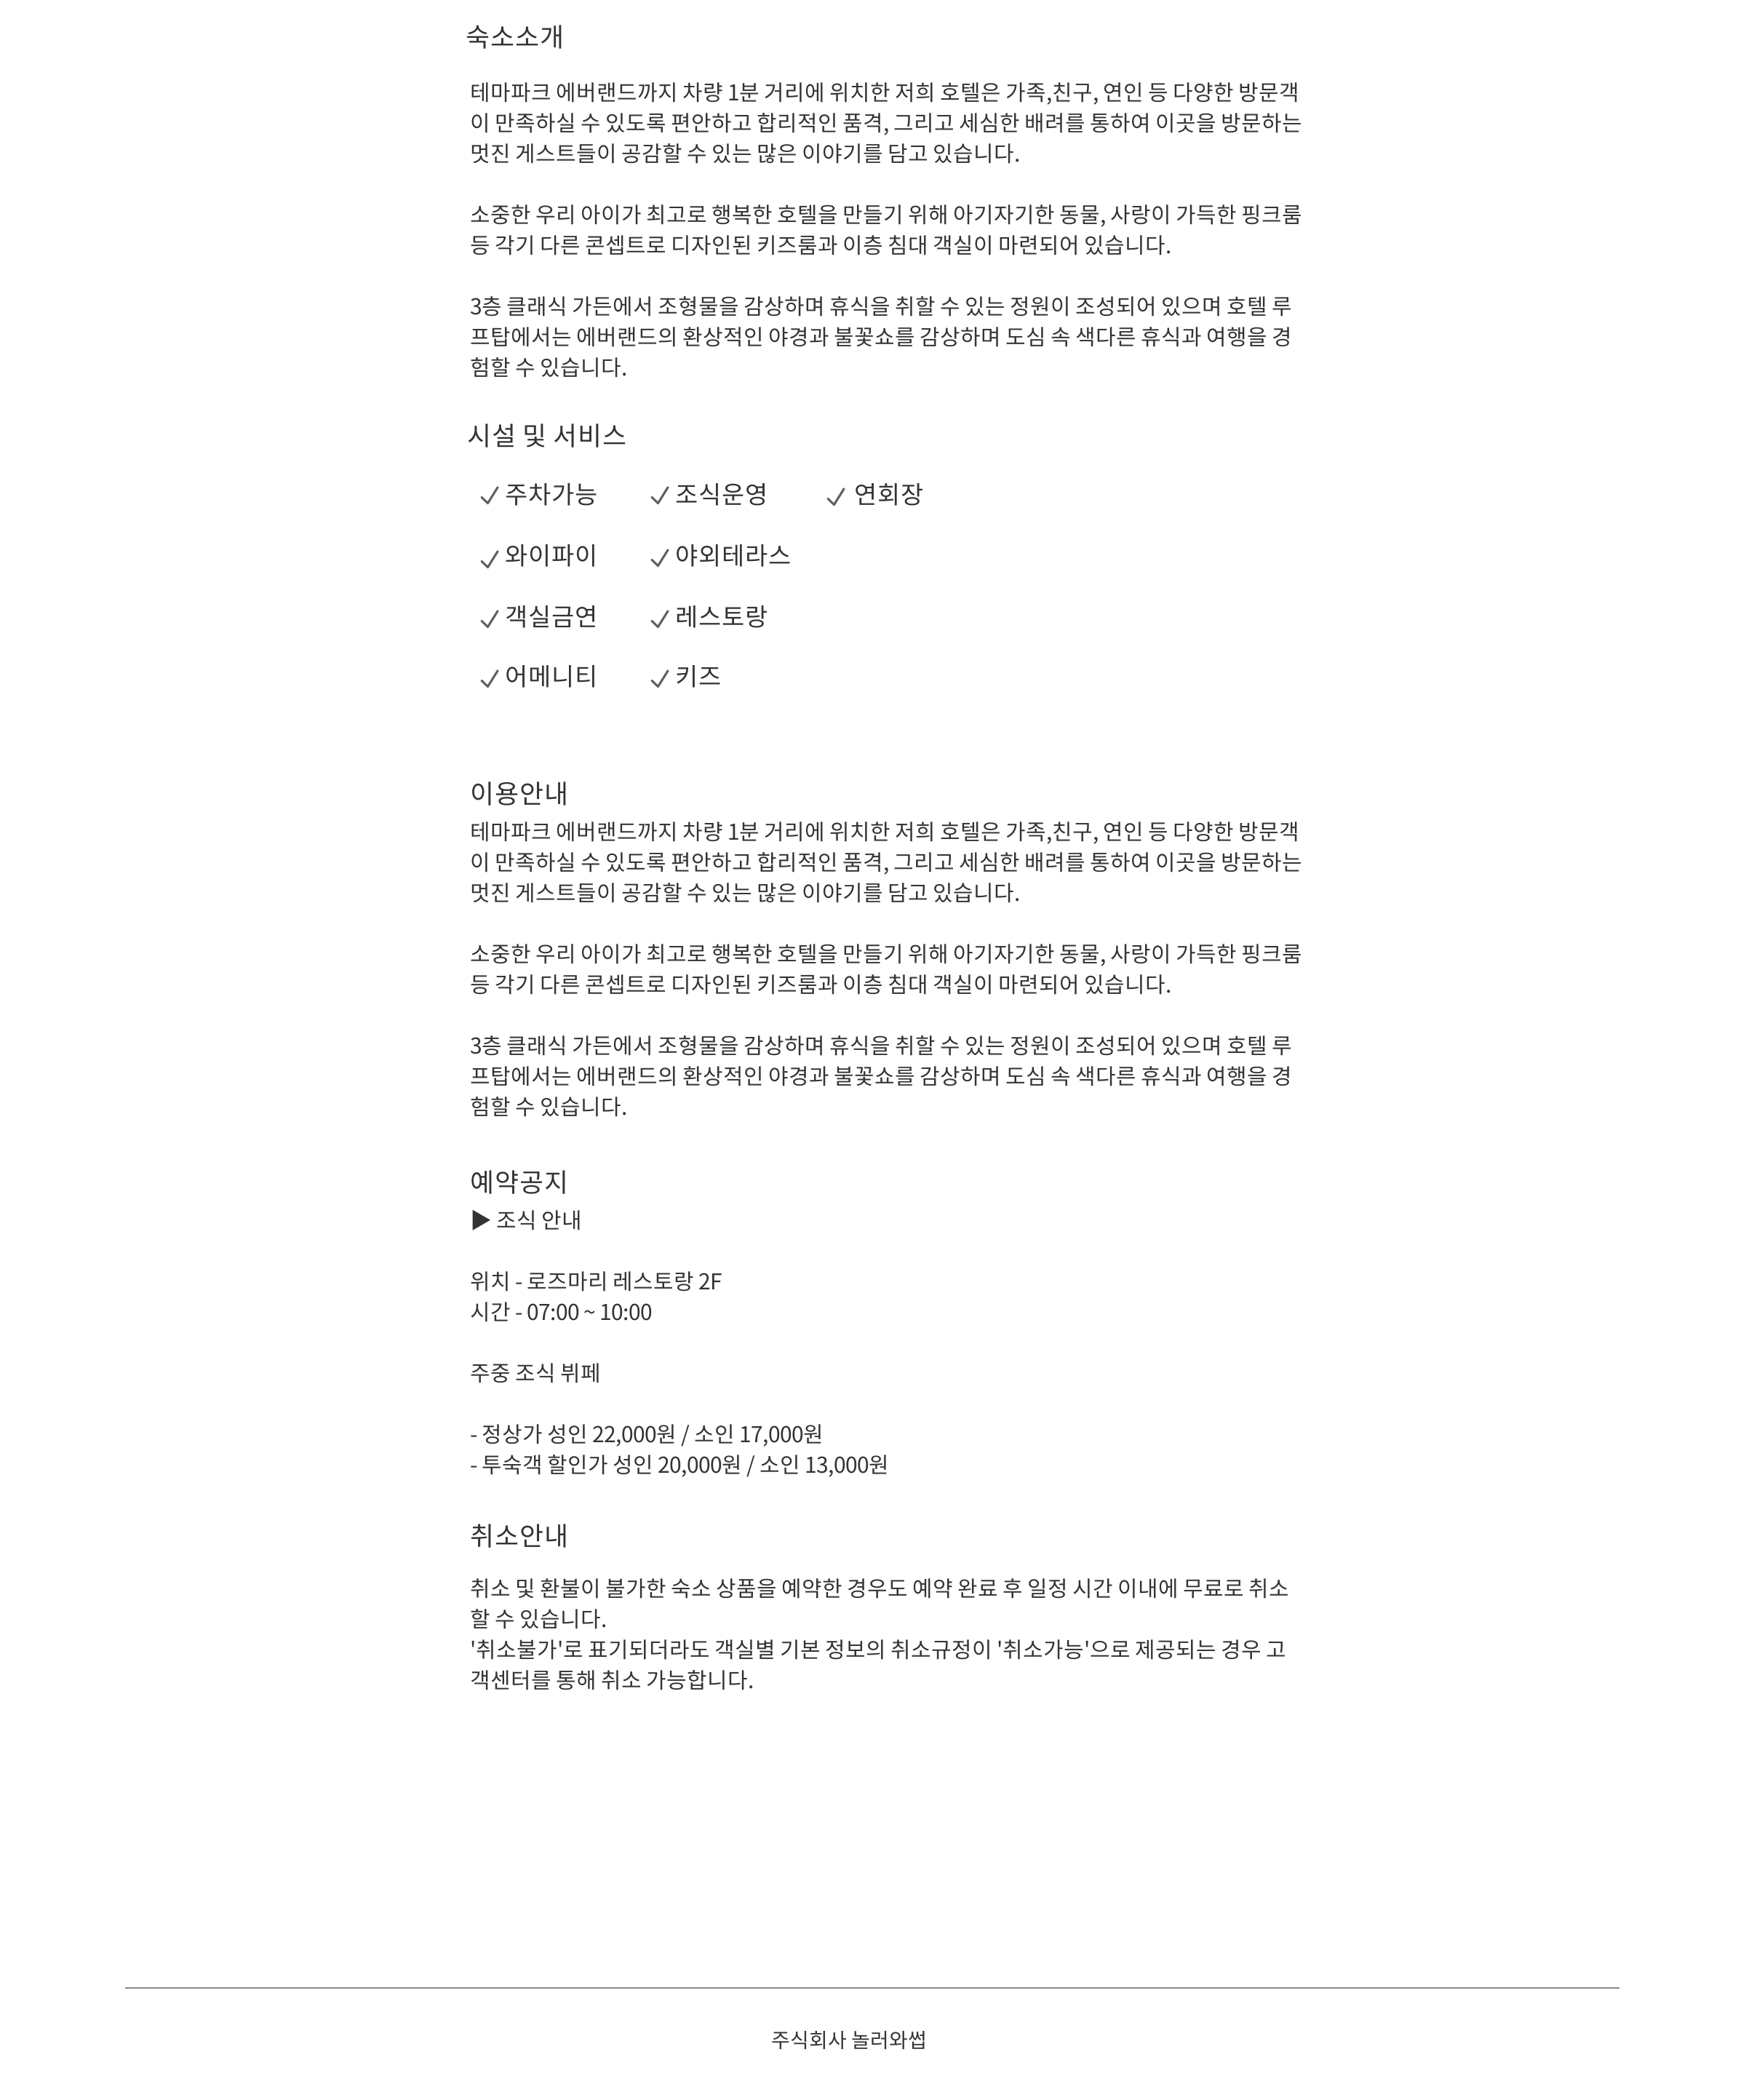 숙소소개
테마파크 에버랜드까지 차량 1분 거리에 위치한 저희 호텔은 가족,친구, 연인 등 다양한 방문객
이 만족하실 수 있도록 편안하고 합리적인 품격, 그리고 세심한 배려를 통하여 이곳을 방문하는
멋진 게스트들이 공감할 수 있는 많은 이야기를 담고 있습니다.
소중한 우리 아이가 최고로 행복한 호텔을 만들기 위해 아기자기한 동물, 사랑이 가득한 핑크룸
등 각기 다른 콘셉트로 디자인된 키즈룸과 이층 침대 객실이 마련되어 있습니다.
3층 클래식 가든에서 조형물을 감상하며 휴식을 취할 수 있는 정원이 조성되어 있으며 호텔 루
프탑에서는 에버랜드의 환상적인 야경과 불꽃쇼를 감상하며 도심 속 색다른 휴식과 여행을 경
험할 수 있습니다.
시설 및 서비스
✓ 주차가능 ✓ 조식운영 ✓ 연회장
✓ 와이파이 ✓ 야외테라스
✓ 객실금연 ✓ 레스토랑
✓ 어메니티 ✓ 키즈
이용안내
테마파크 에버랜드까지 차량 1분 거리에 위치한 저희 호텔은 가족,친구, 연인 등 다양한 방문객
이 만족하실 수 있도록 편안하고 합리적인 품격, 그리고 세심한 배려를 통하여 이곳을 방문하는
멋진 게스트들이 공감할 수 있는 많은 이야기를 담고 있습니다.
소중한 우리 아이가 최고로 행복한 호텔을 만들기 위해 아기자기한 동물, 사랑이 가득한 핑크룸
등 각기 다른 콘셉트로 디자인된 키즈룸과 이층 침대 객실이 마련되어 있습니다.
3층 클래식 가든에서 조형물을 감상하며 휴식을 취할 수 있는 정원이 조성되어 있으며 호텔 루
프탑에서는 에버랜드의 환상적인 야경과 불꽃쇼를 감상하며 도심 속 색다른 휴식과 여행을 경
험할 수 있습니다.
예약공지
▶ 조식 안내
위치 - 로즈마리 레스토랑 2F
시간 - 07:00 ~ 10:00
주중 조식 뷔페
- 정상가 성인 22,000원 / 소인 17,000원
- 투숙객 할인가 성인 20,000원 / 소인 13,000원
취소안내
취소 및 환불이 불가한 숙소 상품을 예약한 경우도 예약 완료 후 일정 시간 이내에 무료로 취소
할 수 있습니다.
'취소불가'로 표기되더라도 객실별 기본 정보의 취소규정이 '취소가능'으로 제공되는 경우 고
객센터를 통해 취소 가능합니다.
주식회사 놀러와썹